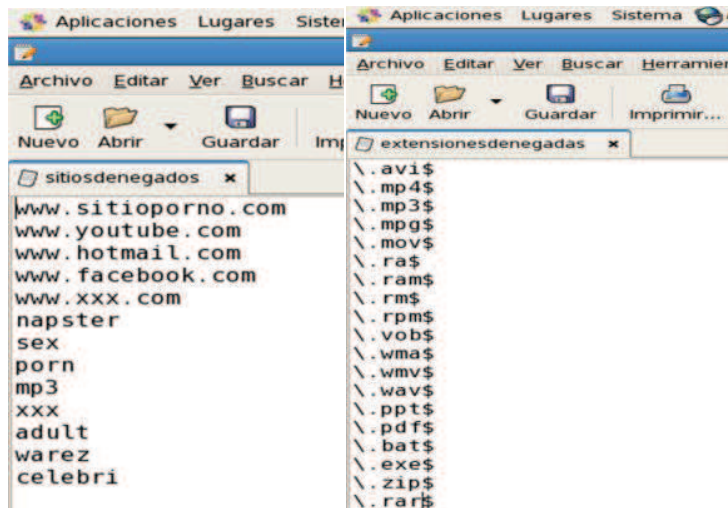 Aplicaciones Lugares
Archivo Editar Ver Buscar
Nuevo Abrir Guardar
sitiosdenegados
www.sitioporno.com
www.youtube.com
www.hotmail.com
www.facebook.com
www.xxx.com
napster
sex
porn
mp3
xxx
adult
warez
celebri
Aplicaciones Lugares Sistema
Archivo Editar Ver Buscar Herramier
Nuevo Abrir Guardar Imprimir...
extensionesdenegadas
\.avi$
\.mp4$
\.mp3$
\.mpg$
\.mov$
\.ra$
\.ram$
\.rm$
\.rpm$
\.vob$
\.wma$
\.wmv$
\.wav$
\.ppt$
\.pdf$
\.bat$
\.exe$
\.zip$
\.rar$